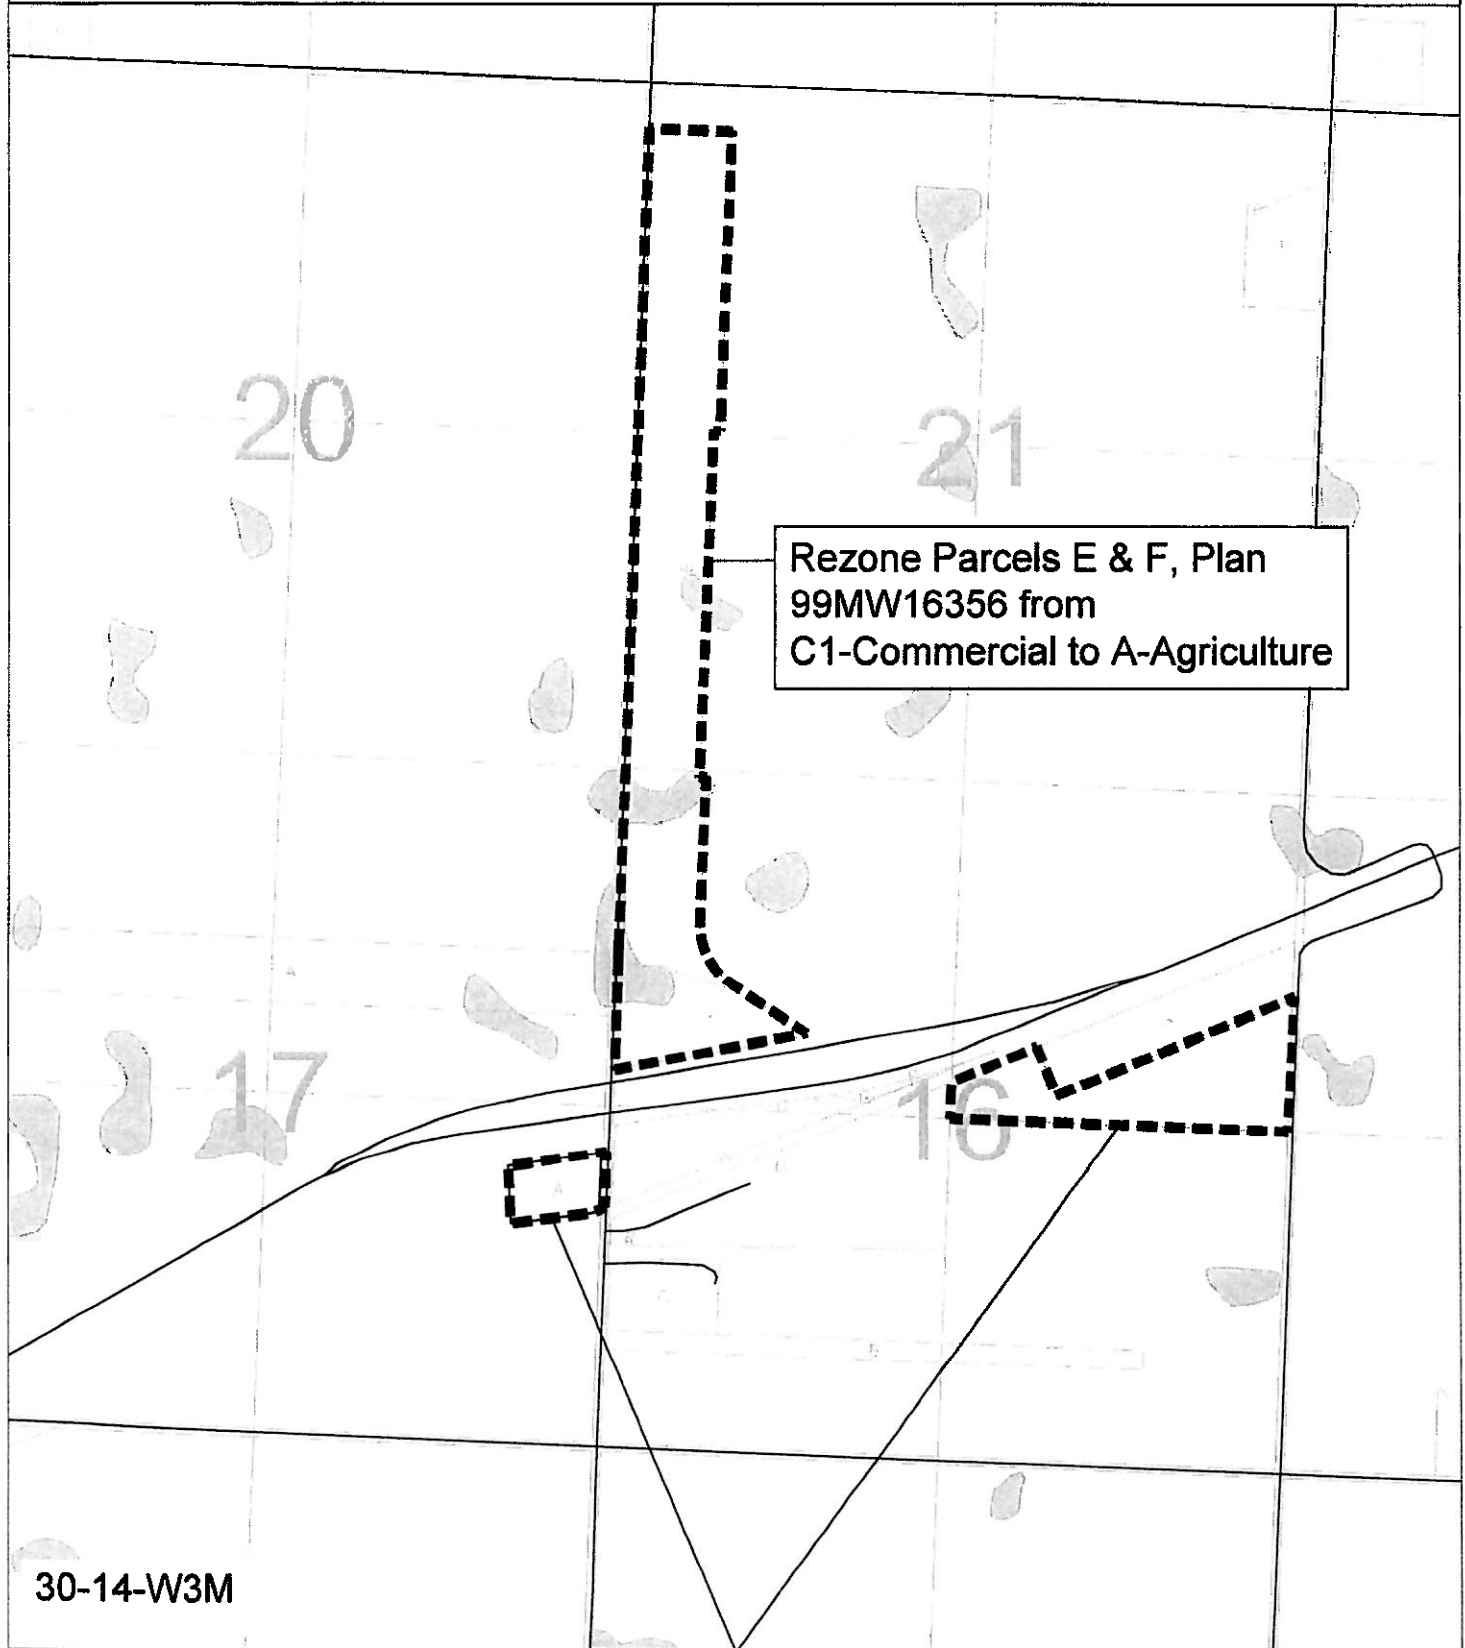 20
21
Rezone Parcels E & F, Plan
99MW16356 from
C1-Commercial to A-Agriculture
A
17
16
A
30-14-W3M